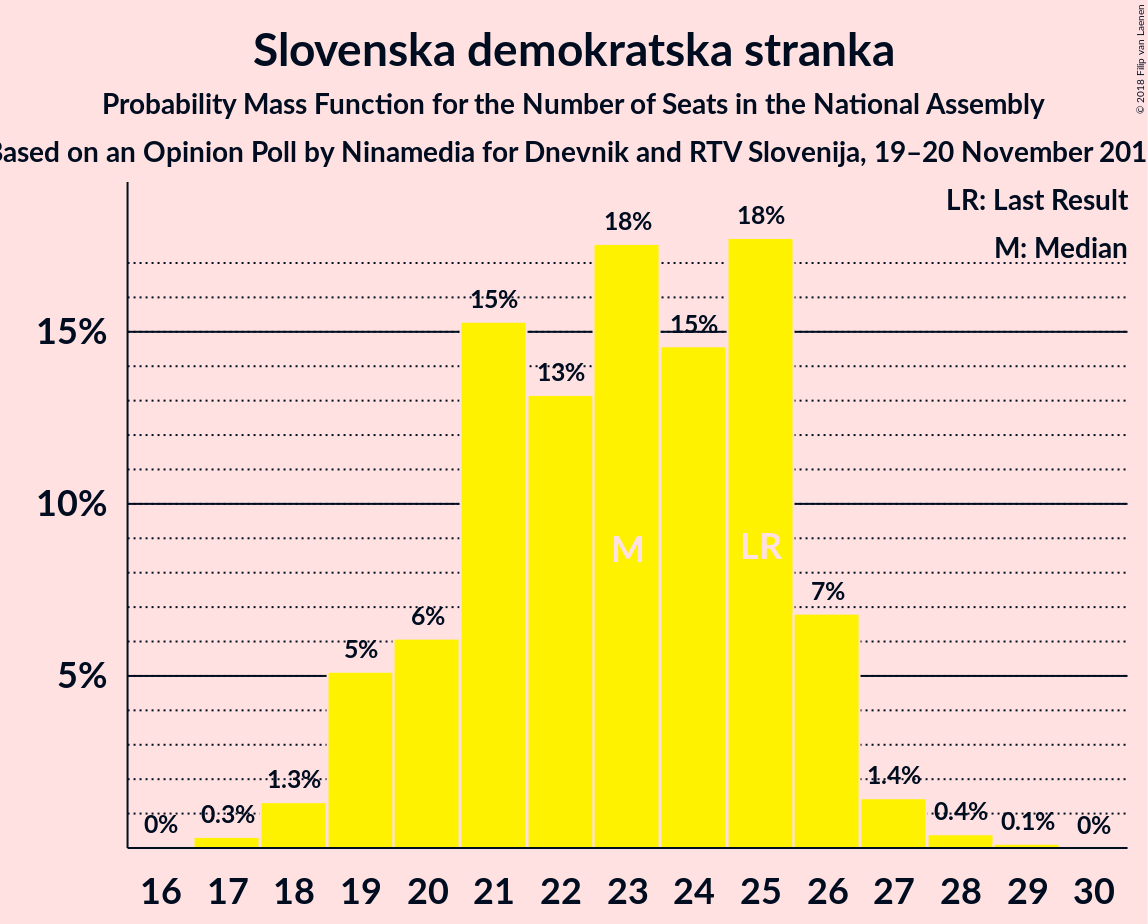 Slovenska demokratska stranka
Probability Mass Function for the Number of Seats in the National Assembly
Based on an Opinion Poll by Ninamedia for Dnevnik and RTV Slovenija, 19–20 November 201
© 2018 Filip van Laenen
LR: Last Result
M: Median
15%
10%
5%
0%
0.3%
1.3%
5%
6%
15%
13%
18%
15%
18%
7%
1.4%
0.4%
0.1%
0%
M
LR
16 17 18 19 20 21 22 23 24 25 26 27 28 29 30